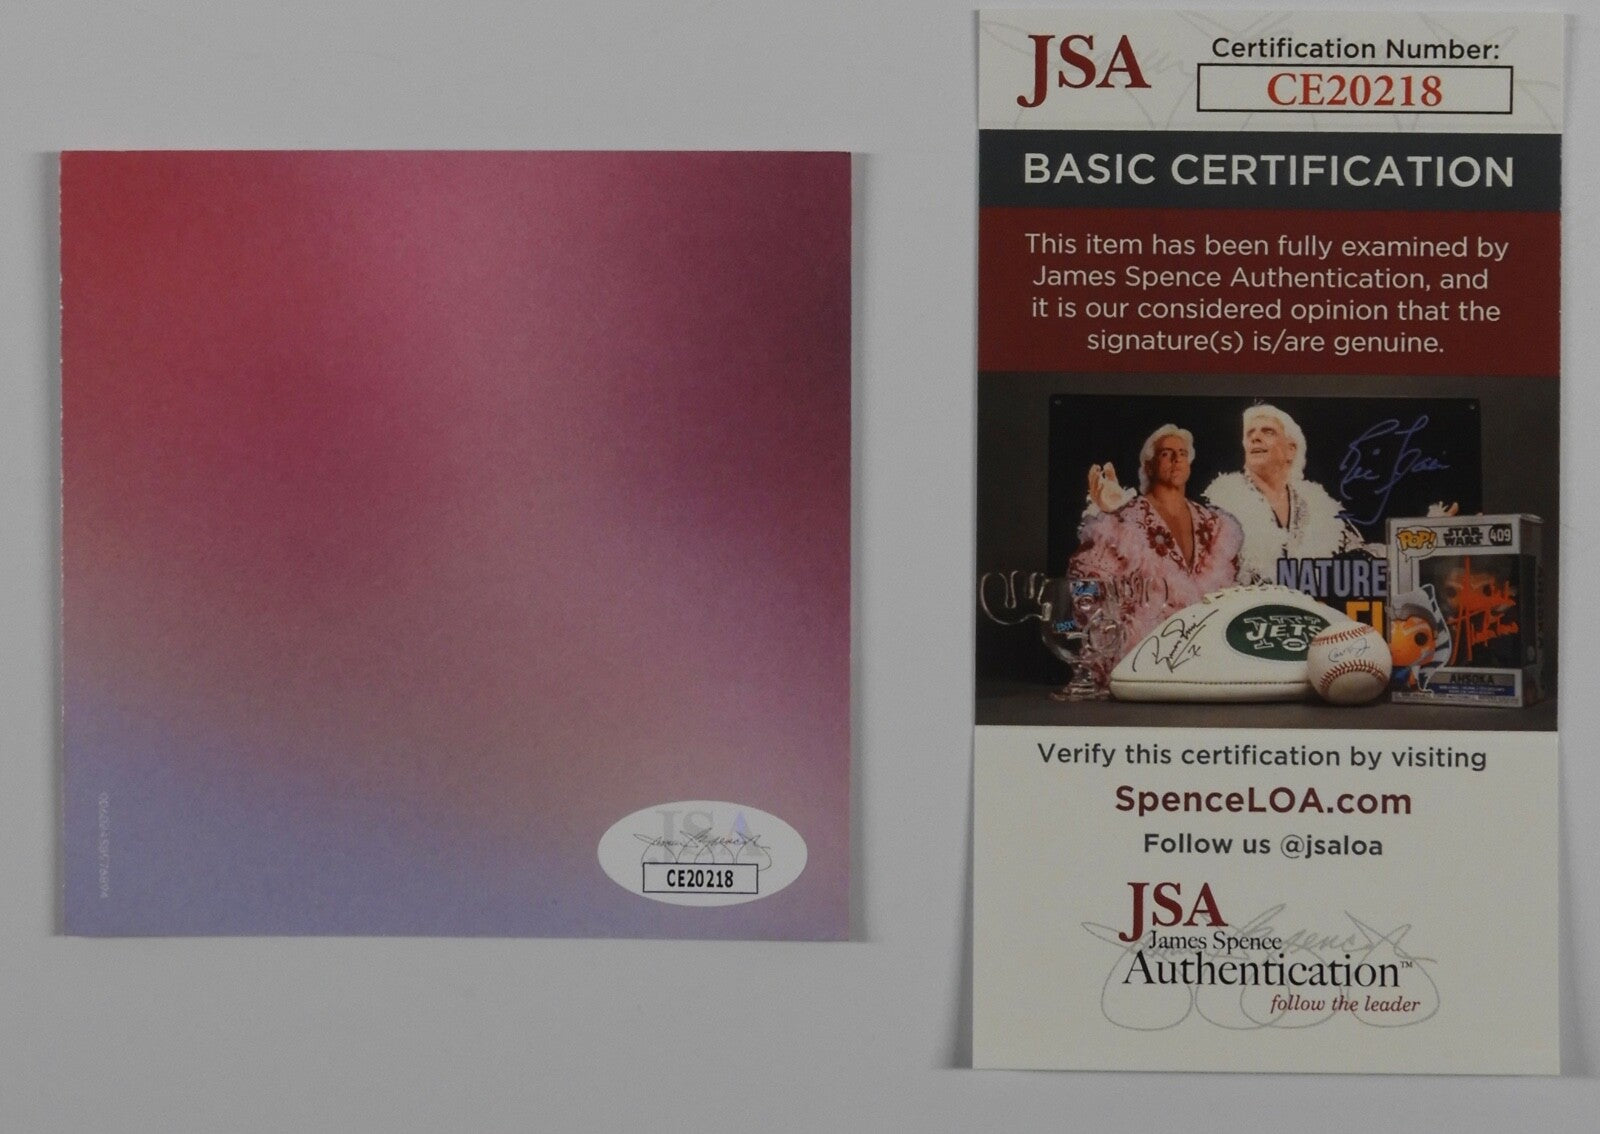 JSA
CE20218
JSA
Certification Number:
CE20218
BASIC CERTIFICATION
This item has been fully examined by
James Spence Authentication, and
it is our considered opinion that the
signature(s) is/are genuine.
NATURE
JETS
POP!
STAR WARS
409
AHSOKA
Verify this certification by visiting
SpenceLOA.com
Follow us @jsaloa
JSA
James Spence
Authentication™
follow the leader